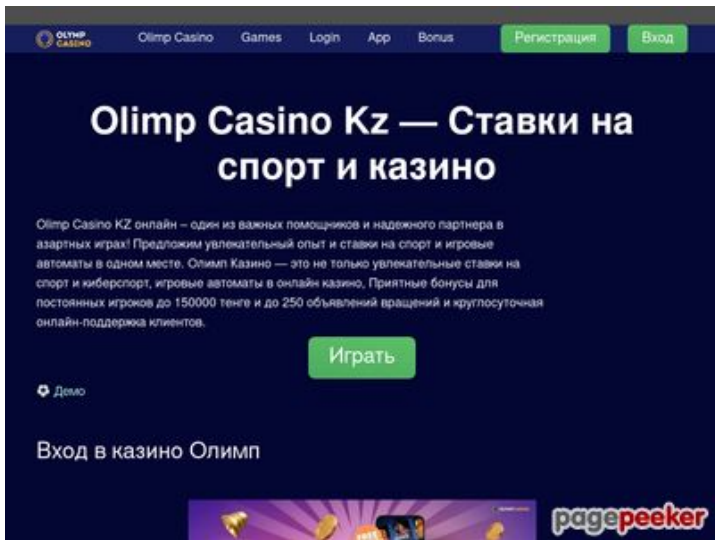 OLYMP CASINO
Olimp Casino
Games
Login
App
Bonus
Регистрация
Вход
Olimp Casino Kz — Ставки на
спорт и казино
Olimp Casino KZ онлайн – один из важных помощников и надежного партнера в
азартных играх! Предложим увлекательный опыт и ставки на спорт и игровые
автоматы в одном месте. Олимп Казино — это не только увлекательные ставки на
спорт и киберспорт, игровые автоматы в онлайн казино, Приятные бонусы для
постоянных игроков до 150000 тенге и до 250 объявлений вращений и круглосуточная
онлайн-поддержка клиентов.
Играть
Демо
Вход в казино Олимп
FREE
pagepeeker